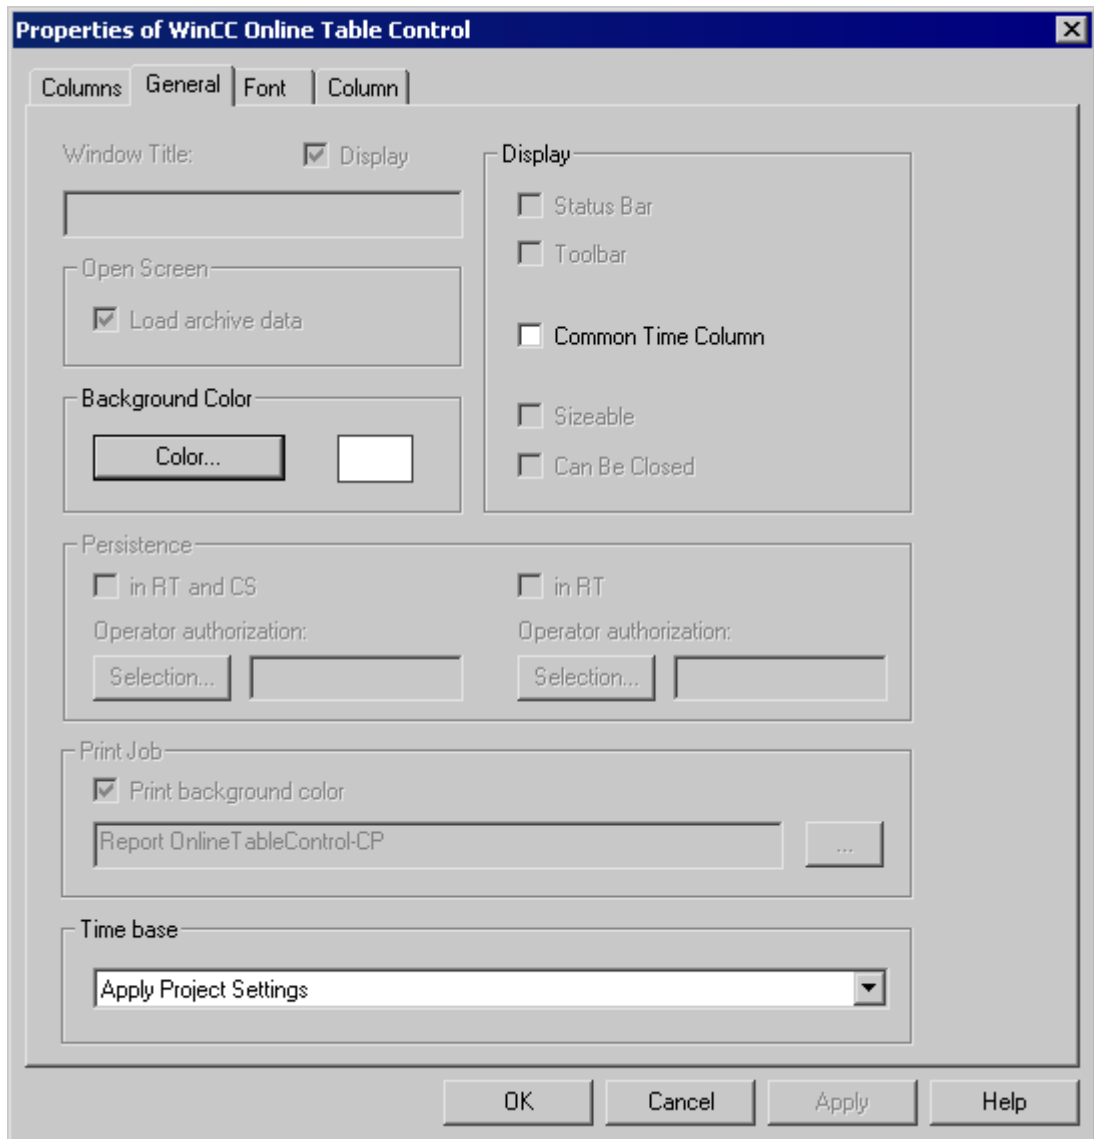 Properties of WinCC Online Table Control
Columns General Font Column
Window Title: Display
Display
Status Bar
Toolbar
Open Screen
Load archive data
Common Time Column
Background Color
Color...
Sizeable
Can Be Closed
Persistence
in RT and CS in RT
Operator authorization: Operator authorization:
Selection... Selection...
Print Job
Print background color
Report OnlineTableControl-CP ...
Time base
Apply Project Settings
OK Cancel Apply Help